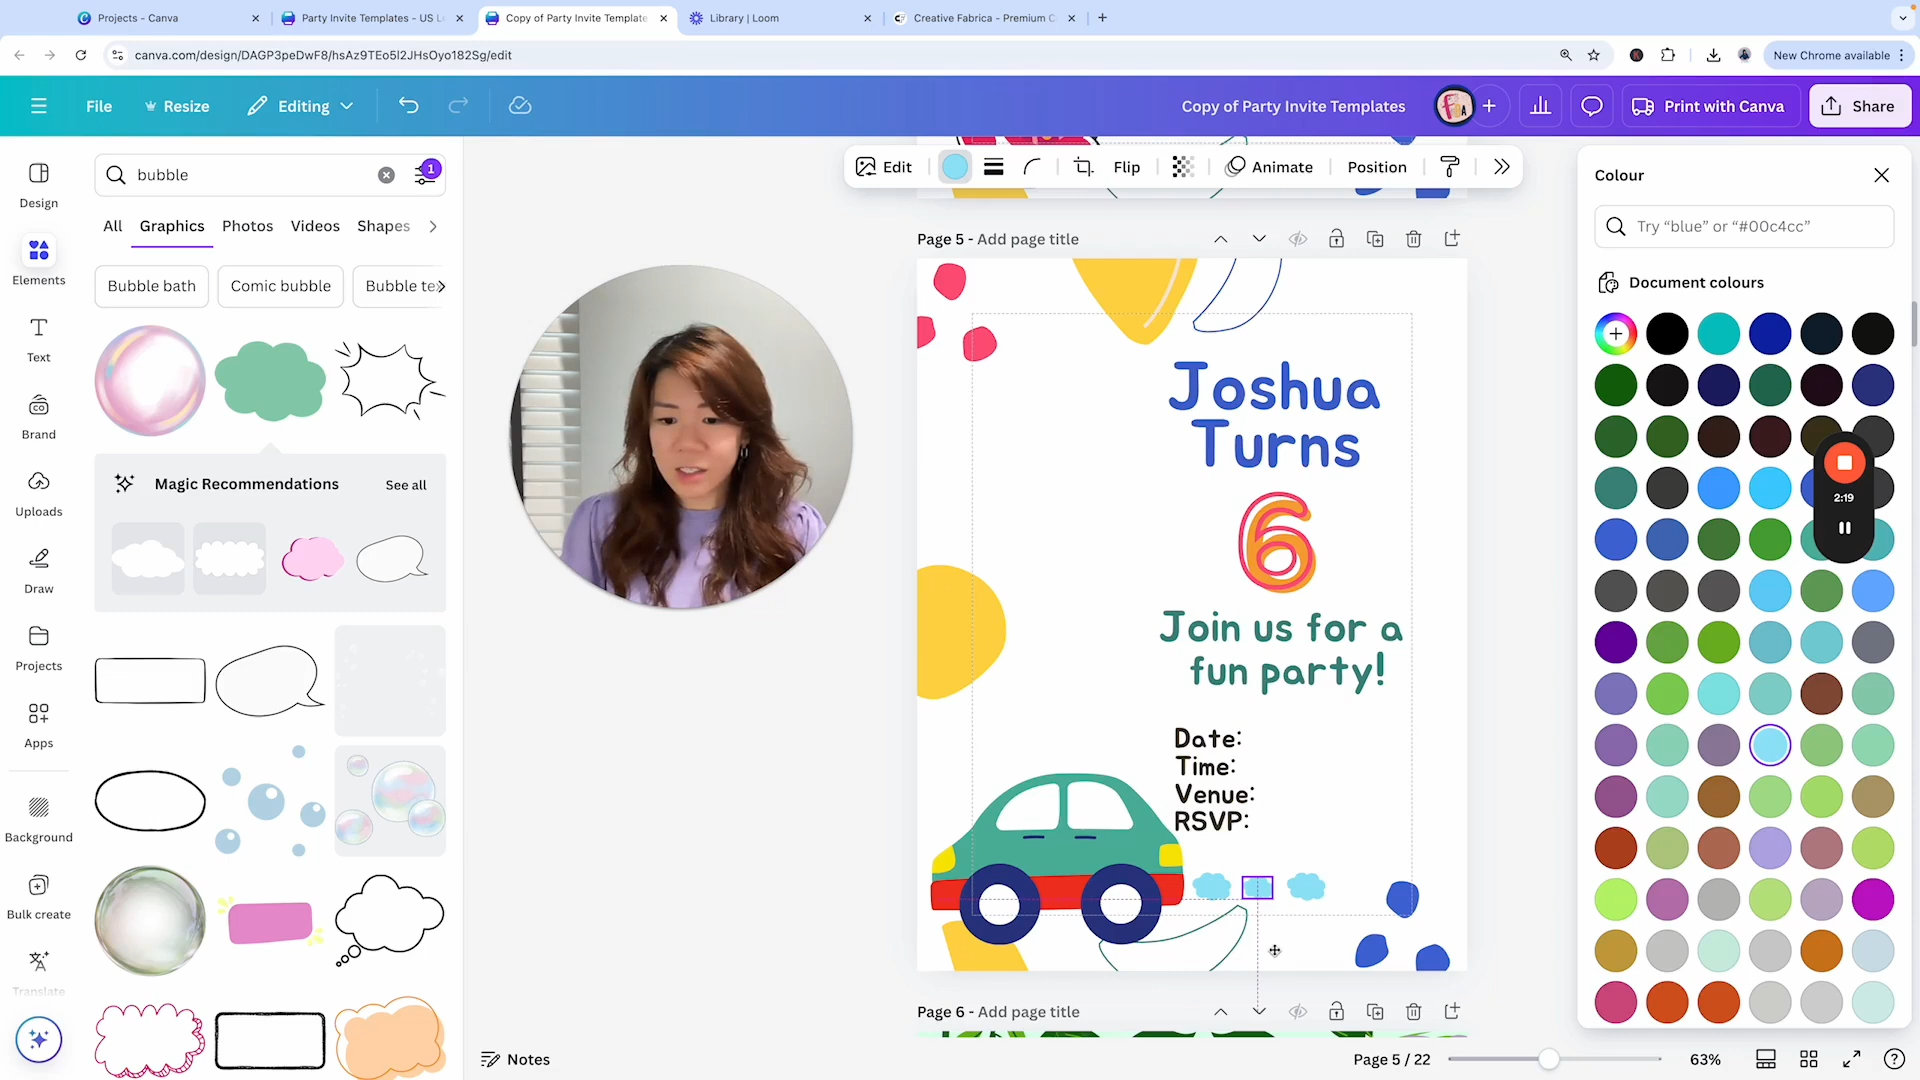 Projects - Canva
Party Invite Templates - US L
Copy of Party Invite Template
Library | Loom
Creative Fabrica - Premium C
canva.com/design/DAGP3peDwF8/hsAz9TEo5l2JHsOyo182Sg/edit
New Chrome available
File
Resize
Editing
Copy of Party Invite Templates
Print with Canva
Share
Design
Elements
Text
Brand
Uploads
Draw
Projects
Apps
Background
Bulk create
Translate
bubble
1
All
Graphics
Photos
Videos
Shapes
Bubble bath
Comic bubble
Bubble te
Magic Recommendations
See all
Edit
Flip
Animate
Position
Page 5 - Add page title
Joshua
Turns
6
Join us for a
fun party!
Date:
Time:
Venue:
RSVP:
Page 6 - Add page title
Notes
Page 5 / 22
63%
Colour
Try “blue” or “#00c4cc”
Document colours
2:19